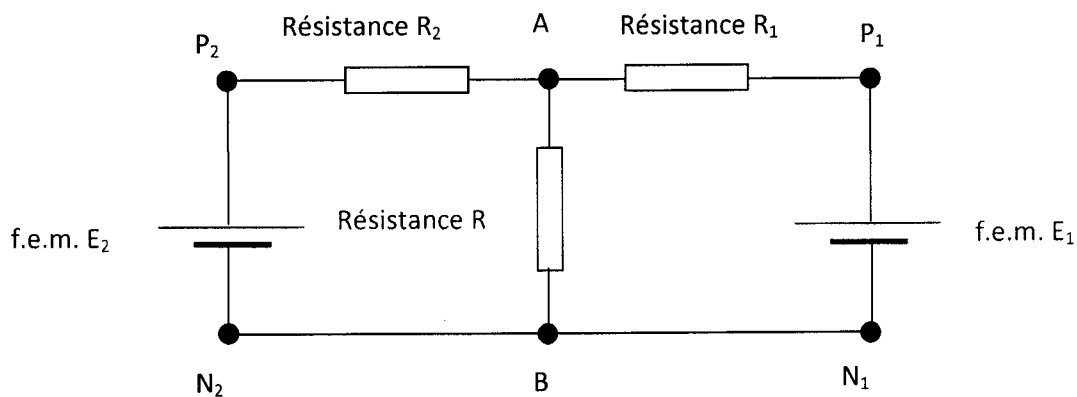 Résistance R₂
A
Résistance R₁
P₂
P₁
Résistance R
f.e.m. E₂
f.e.m. E₁
N₂
B
N₁